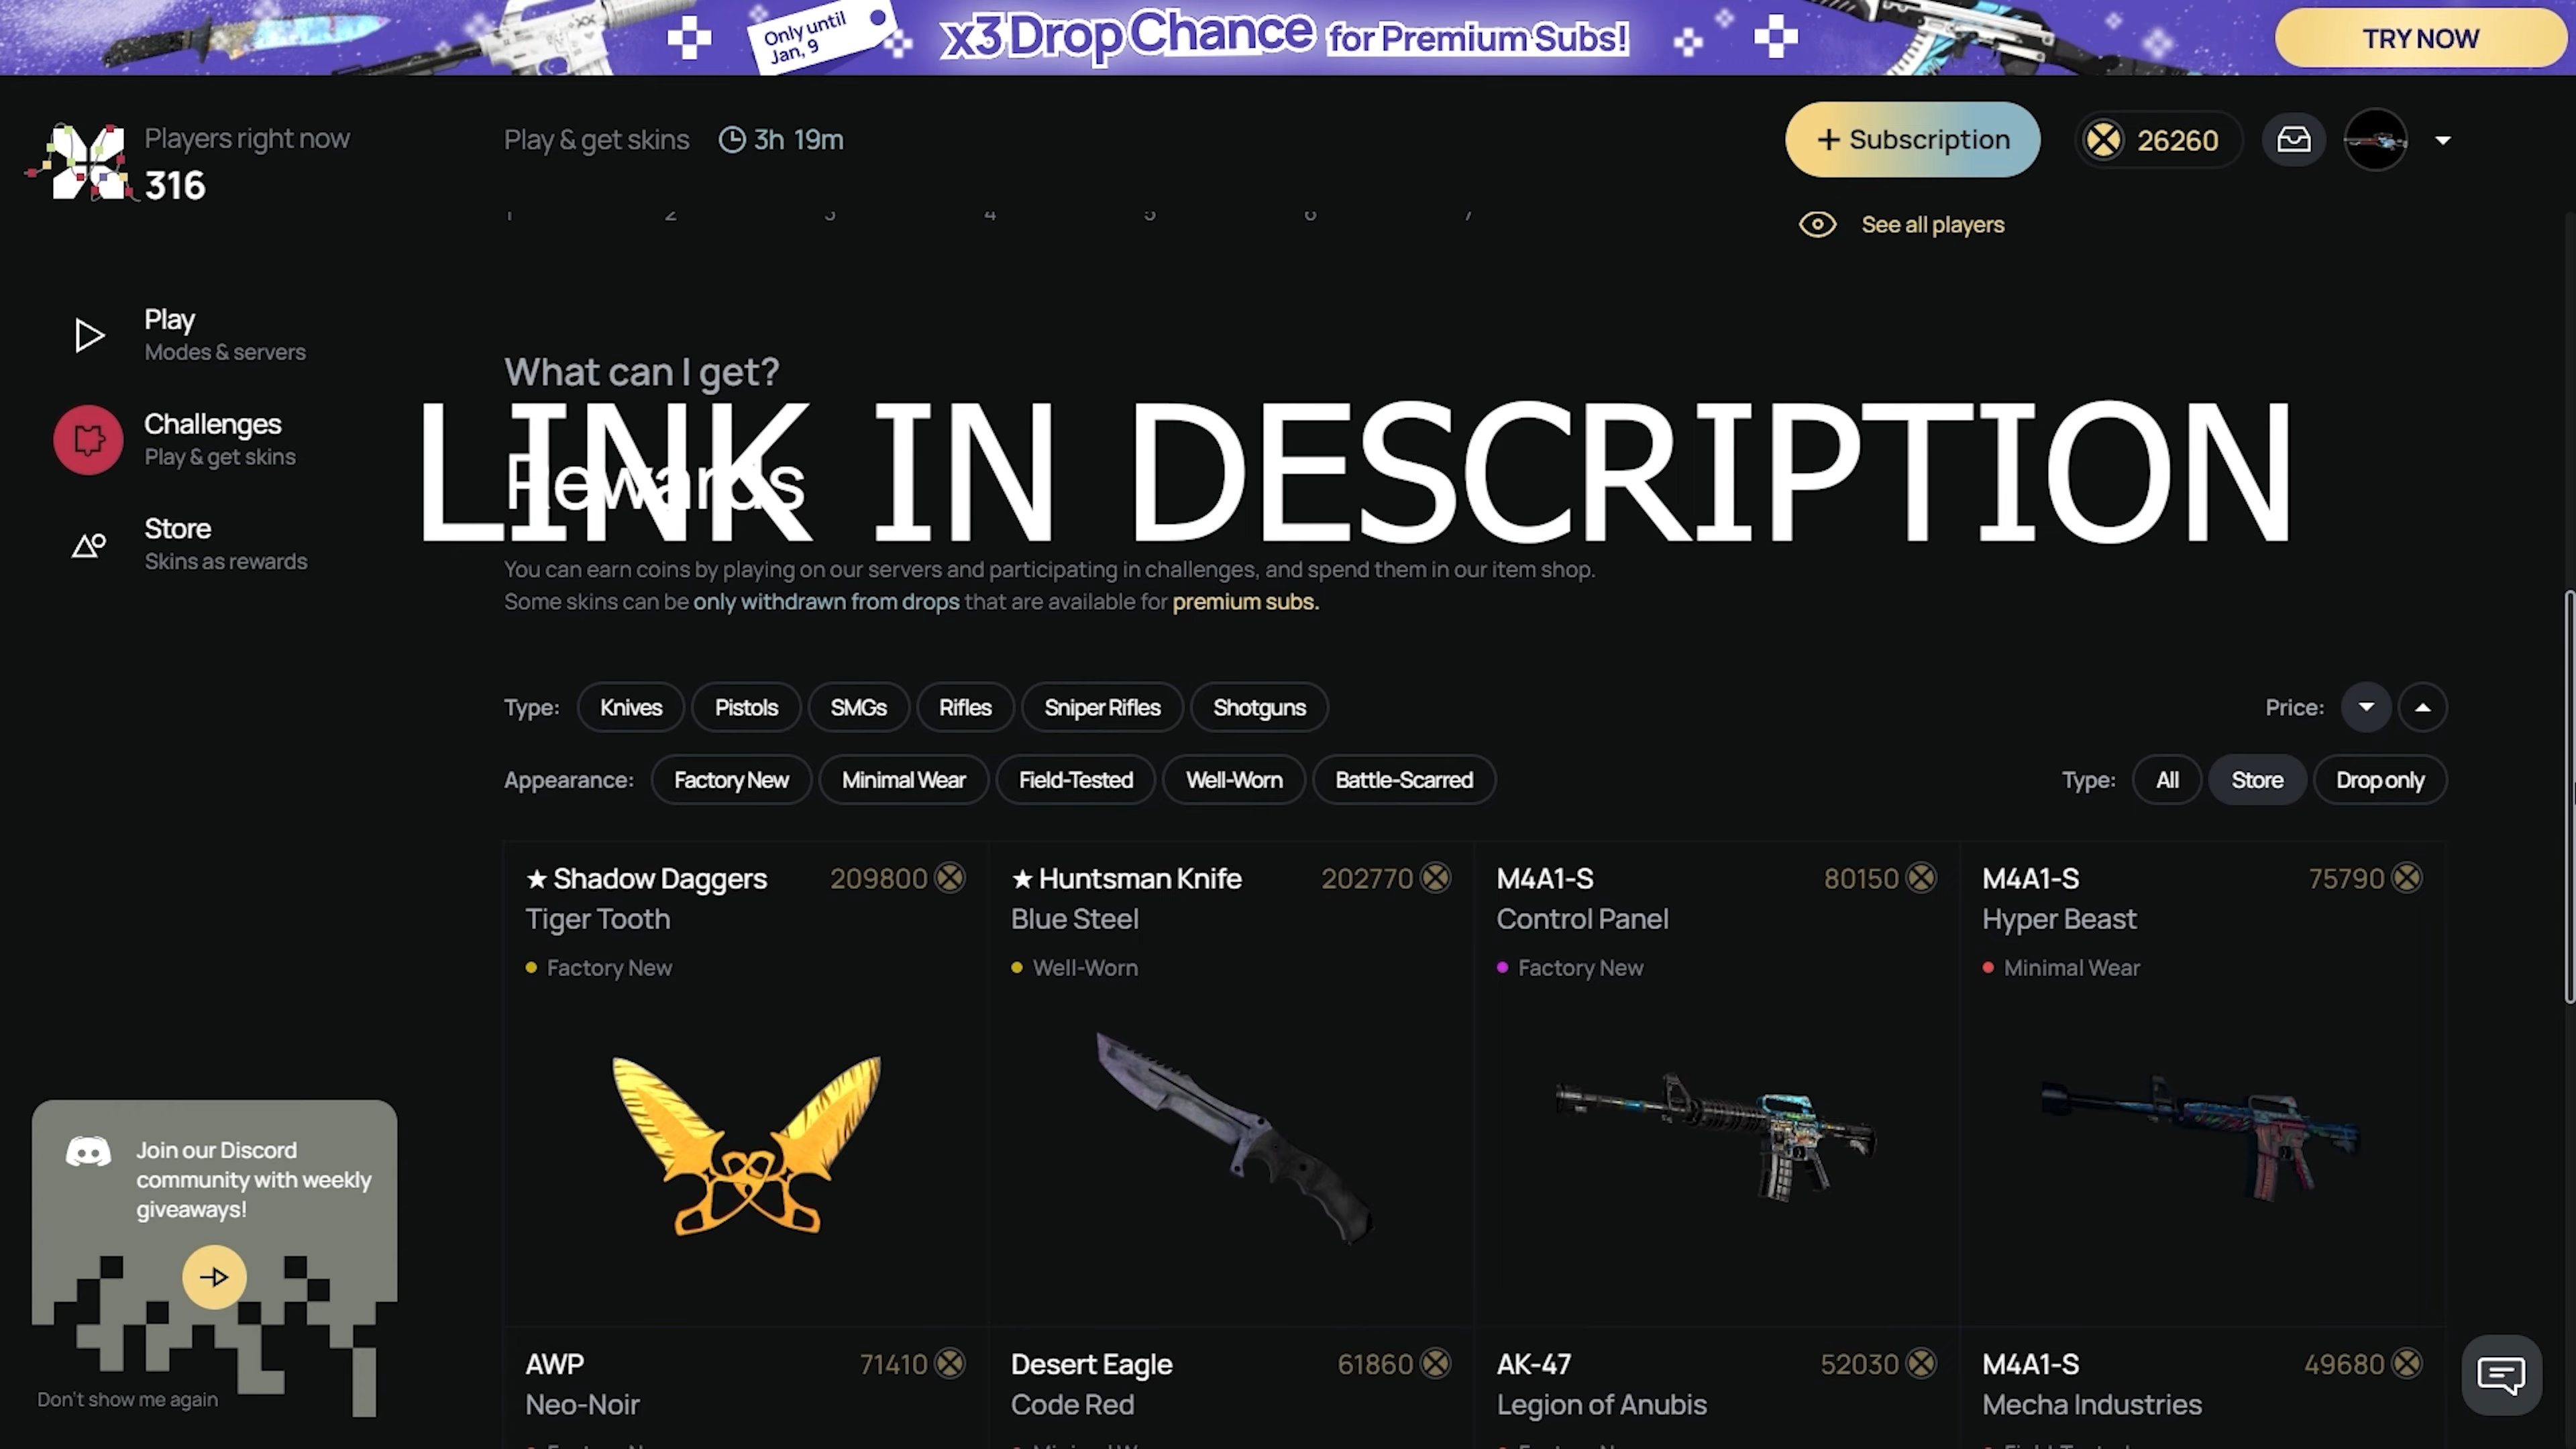 Only until
Jan, 9
x3 Drop Chance for Premium Subs!
TRY NOW
Players right now
316
Play & get skins
3h 19m
+ Subscription
26260
1 2 3 4 5 6 7
See all players
Play
Modes & servers
Challenges
Play & get skins
Store
Skins as rewards
What can I get?
LINK IN DESCRIPTION
Rewards
You can earn coins by playing on our servers and participating in challenges, and spend them in our item shop.
Some skins can be only withdrawn from drops that are available for premium subs.
Type: Knives Pistols SMGs Rifles Sniper Rifles Shotguns
Price:
Appearance: Factory New Minimal Wear Field-Tested Well-Worn Battle-Scarred
Type: All Store Drop only
★ Shadow Daggers 209800
Tiger Tooth
Factory New
★ Huntsman Knife 202770
Blue Steel
Well-Worn
M4A1-S 80150
Control Panel
Factory New
M4A1-S 75790
Hyper Beast
Minimal Wear
Join our Discord
community with weekly
giveaways!
Don't show me again
AWP 71410
Neo-Noir
Desert Eagle 61860
Code Red
AK-47 52030
Legion of Anubis
M4A1-S 49680
Mecha Industries